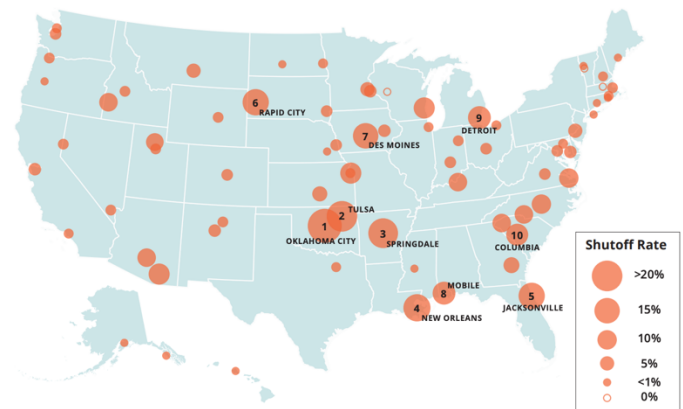 6
RAPID CITY
9
DETROIT
7
DES MOINES
2
TULSA
1
OKLAHOMA CITY
3
SPRINGDALE
10
COLUMBIA
8
MOBILE
4
NEW ORLEANS
5
JACKSONVILLE
Shutoff Rate
>20%
15%
10%
5%
<1%
0%